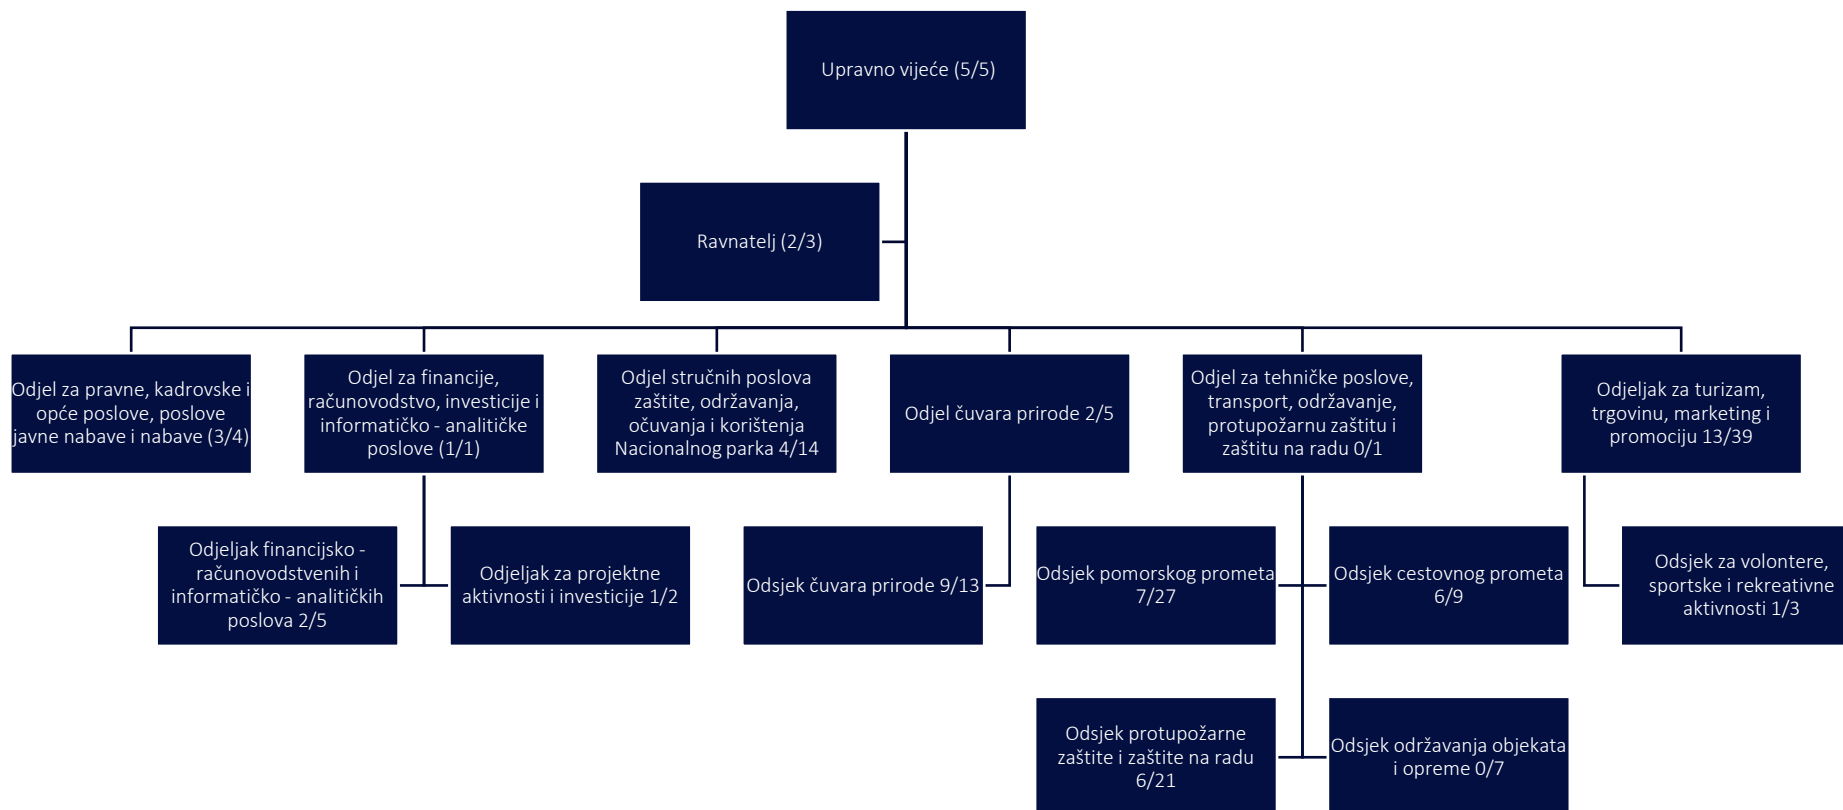 Upravno vijeće (5/5)
Ravnatelj (2/3)
Odjel za pravne, kadrovske i
opće poslove, poslove
javne nabave i nabave (3/4)
Odjel za financije,
računovodstvo, investicije i
informatičko - analitičke
poslove (1/1)
Odjel stručnih poslova
zaštite, održavanja,
očuvanja i korištenja
Nacionalnog parka 4/14
Odjel čuvara prirode 2/5
Odjel za tehničke poslove,
transport, održavanje,
protupožarnu zaštitu i
zaštitu na radu 0/1
Odjeljak za turizam,
trgovinu, marketing i
promociju 13/39
Odjeljak financijsko -
računovodstvenih i
informatičko - analitičkih
poslova 2/5
Odjeljak za projektne
aktivnosti i investicije 1/2
Odsjek čuvara prirode 9/13
Odsjek pomorskog prometa
7/27
Odsjek cestovnog prometa
6/9
Odsjek za volontere,
sportske i rekreativne
aktivnosti 1/3
Odsjek protupožarne
zaštite i zaštite na radu
6/21
Odsjek održavanja objekata
i opreme 0/7